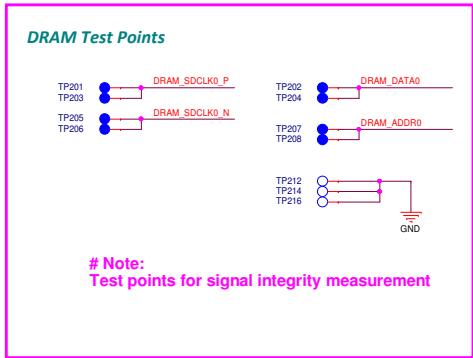 DRAM Test Points
TP201
TP203
DRAM_SDCLK0_P
TP205
TP206
DRAM_SDCLK0_N
TP202
TP204
DRAM_DATA0
TP207
TP208
DRAM_ADDR0
TP212
TP214
TP216
GND
# Note:
Test points for signal integrity measurement